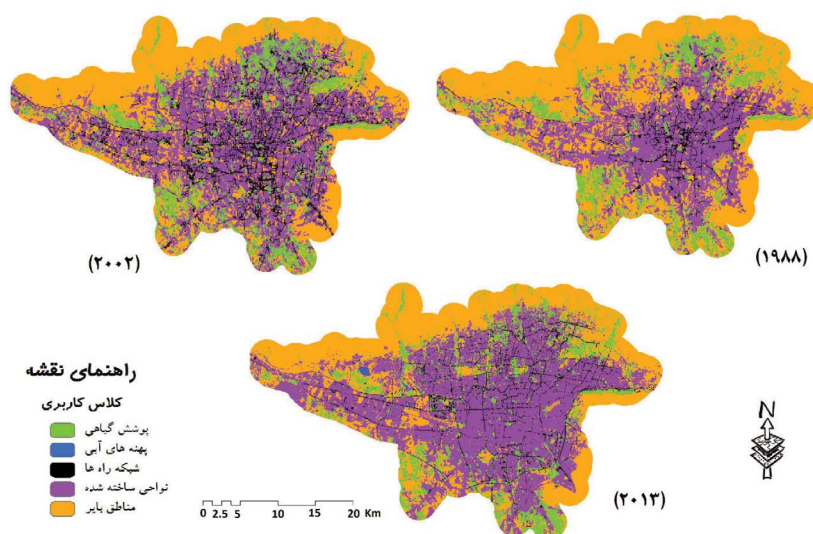 (۲۰۰۲)
(۱۹۸۸)
راهنمای نقشه
کلاس کاربری
پوشش گیاهی
پهنه های آبی
شبکه راه ها
نواحی ساخته شده
مناطق بایر
0 2.5 5 10 15 20 Km
N
(۲۰۱۳)